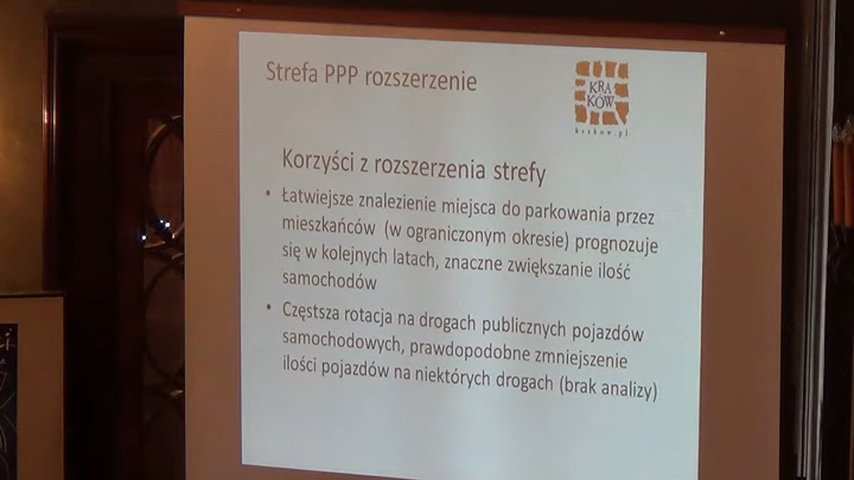 Strefa PPP rozszerzenie
KRA
KÓW
krakow.pl
Korzyści z rozszerzenia strefy
• Łatwiejsze znalezienie miejsca do parkowania przez
mieszkańców (w ograniczonym okresie) prognozuje
się w kolejnych latach, znaczne zwiększanie ilość
samochodów
• Częstsza rotacja na drogach publicznych pojazdów
samochodowych, prawdopodobne zmniejszenie
ilości pojazdów na niektórych drogach (brak analizy)